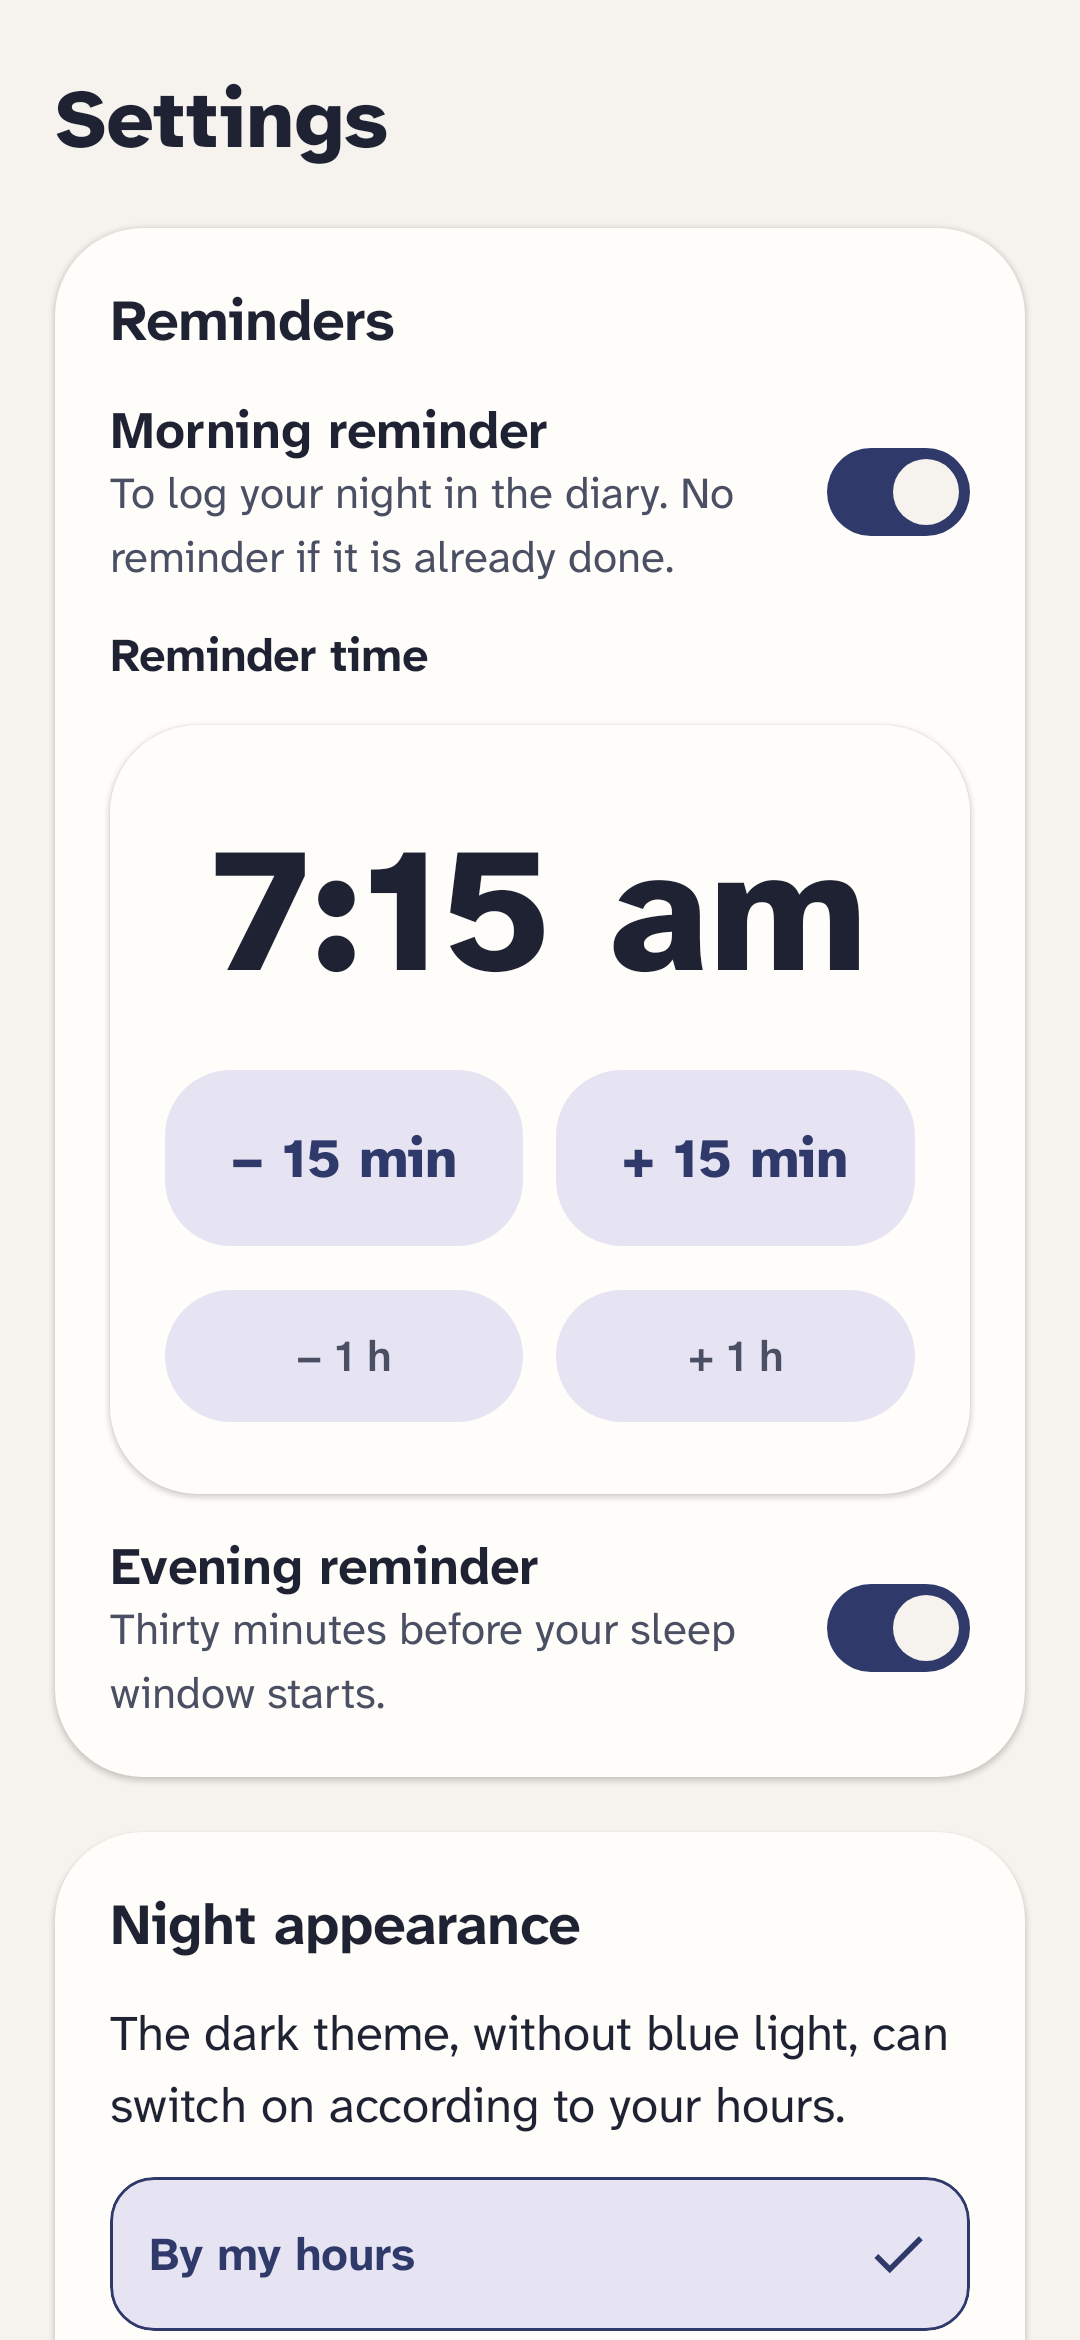 Settings
Reminders
Morning reminder
To log your night in the diary. No
reminder if it is already done.
Reminder time
7:15 am
– 15 min
+ 15 min
– 1 h
+ 1 h
Evening reminder
Thirty minutes before your sleep
window starts.
Night appearance
The dark theme, without blue light, can
switch on according to your hours.
By my hours